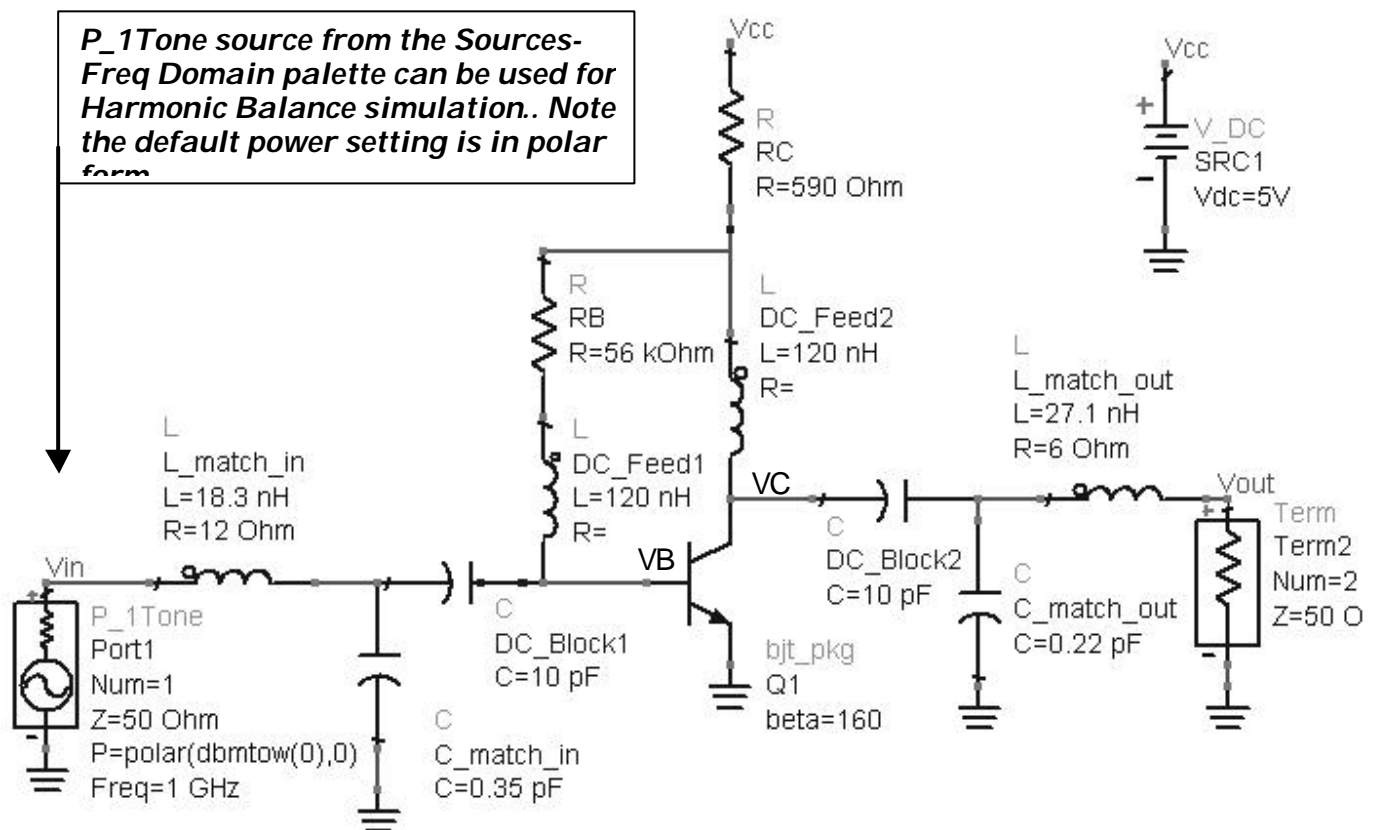 P_1Tone source from the Sources-
Freq Domain palette can be used for
Harmonic Balance simulation.. Note
the default power setting is in polar
form
Vcc
R
RC
R=590 Ohm
Vcc
+
V_DC
SRC1
-
Vdc=5V
R
RB
R=56 kOhm
L
DC_Feed2
L=120 nH
R=
L
L_match_out
L=27.1 nH
R=6 Ohm
L
L_match_in
L=18.3 nH
R=12 Ohm
L
DC_Feed1
L=120 nH
R=
VC
Vout
VB
C
DC_Block2
C=10 pF
C
C_match_out
C=0.22 pF
+
Term
Term2
Num=2
Z=50 O
-
Vin
+
P_1Tone
Port1
Num=1
Z=50 Ohm
P=polar(dbmtow(0),0)
Freq=1 GHz
-
C
DC_Block1
C=10 pF
C
C_match_in
C=0.35 pF
bjt_pkg
Q1
beta=160